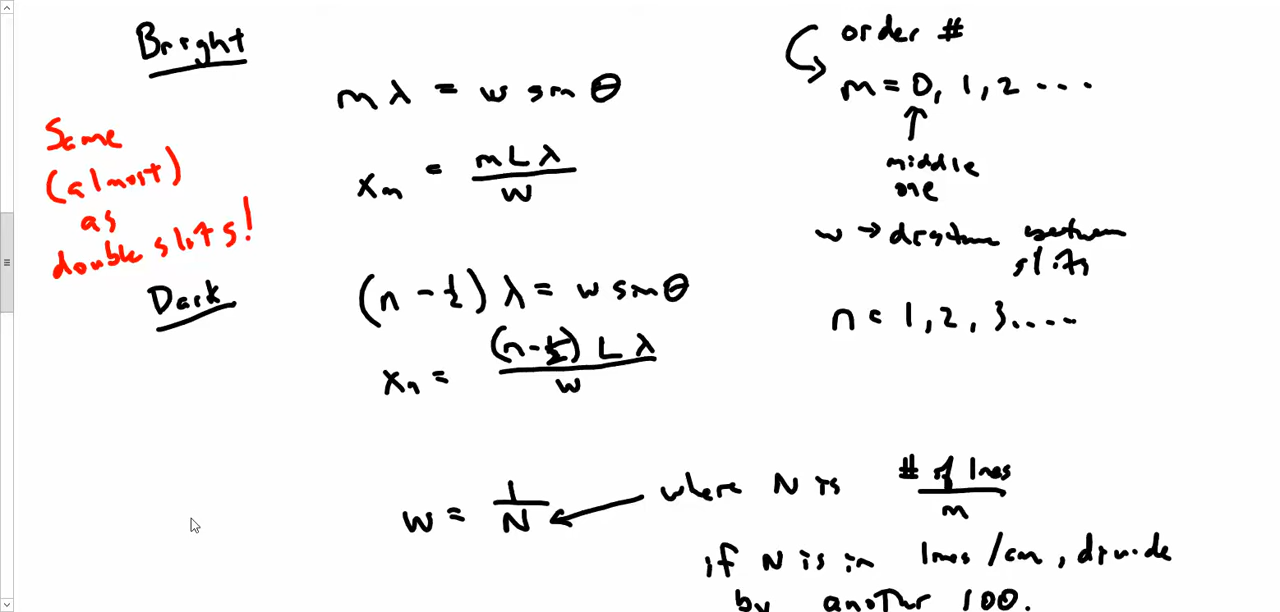 Bright
order #
mλ = w sin θ
m = 0, 1, 2 ...
Same
(almost)
as
double slits!
x_m = mLλ / w
middle
one
w → distance between
slits
Dark
(n - 1/2) λ = w sin θ
n = 1, 2, 3....
x_n = (n - 1/2) L λ / w
w = 1/N
where N is # of lines / m
if N is in lines/cm, divide
by another 100.